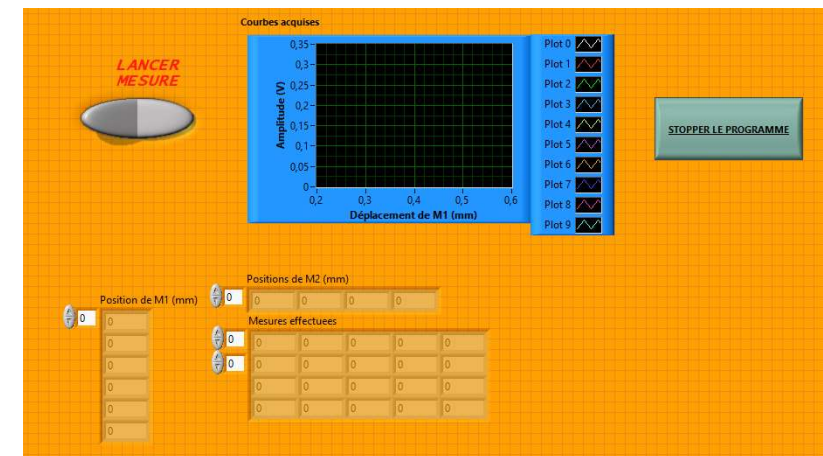 Courbes acquises
LANCER
MESURE
Amplitude (V)
0,35
0,3
0,25
0,2
0,15
0,1
0,05
0
0,2 0,3 0,4 0,5 0,6
Déplacement de M1 (mm)
Plot 0
Plot 1
Plot 2
Plot 3
Plot 4
Plot 5
Plot 6
Plot 7
Plot 8
Plot 9
STOPPER LE PROGRAMME
Position de M1 (mm)
0
0
0
0
0
0
0
Positions de M2 (mm)
0 0 0 0 0
Mesures effectuees
0 0 0 0 0 0
0 0 0 0 0 0
0 0 0 0 0
0 0 0 0 0